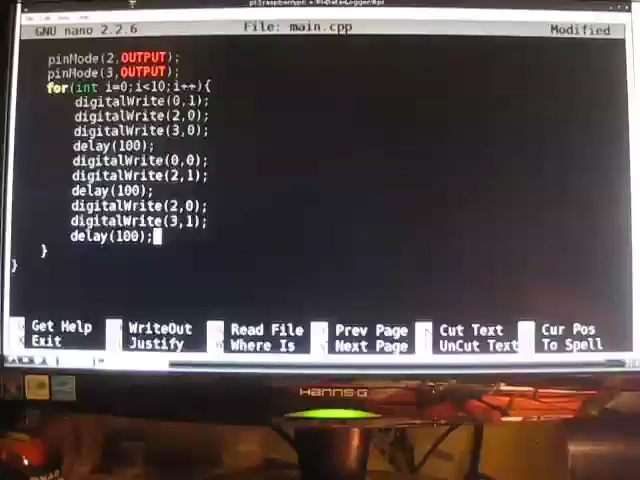 GNU nano 2.2.6 File: main.cpp Modified
pinMode(2,OUTPUT);
pinMode(3,OUTPUT);
for(int i=0;i<10;i++){
digitalWrite(0,1);
digitalWrite(2,0);
digitalWrite(3,0);
delay(100);
digitalWrite(0,0);
digitalWrite(2,1);
delay(100);
digitalWrite(2,0);
digitalWrite(3,1);
delay(100);
}
}
Get Help WriteOut Read File Prev Page Cut Text Cur Pos
Exit Justify Where Is Next Page UnCut Text To Spell
HANNS·G